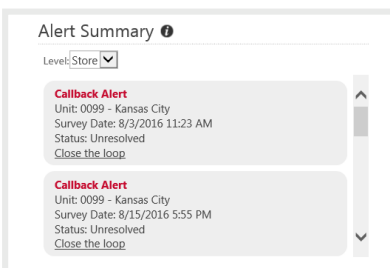 Alert Summary
Level: Store
Callback Alert
Unit: 0099 - Kansas City
Survey Date: 8/3/2016 11:23 AM
Status: Unresolved
Close the loop
Callback Alert
Unit: 0099 - Kansas City
Survey Date: 8/15/2016 5:55 PM
Status: Unresolved
Close the loop